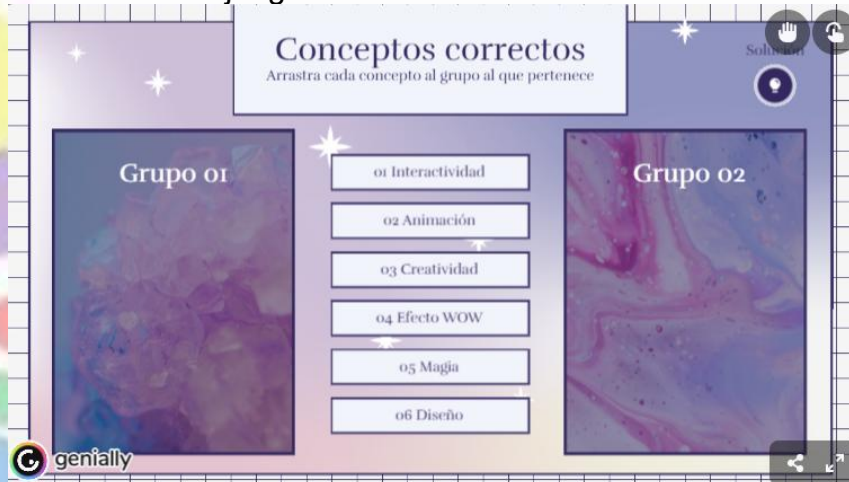 Conceptos correctos
Arrastra cada concepto al grupo al que pertenece
Solución
Grupo 01
01 Interactividad
02 Animación
03 Creatividad
04 Efecto WOW
05 Magia
06 Diseño
Grupo 02
genially